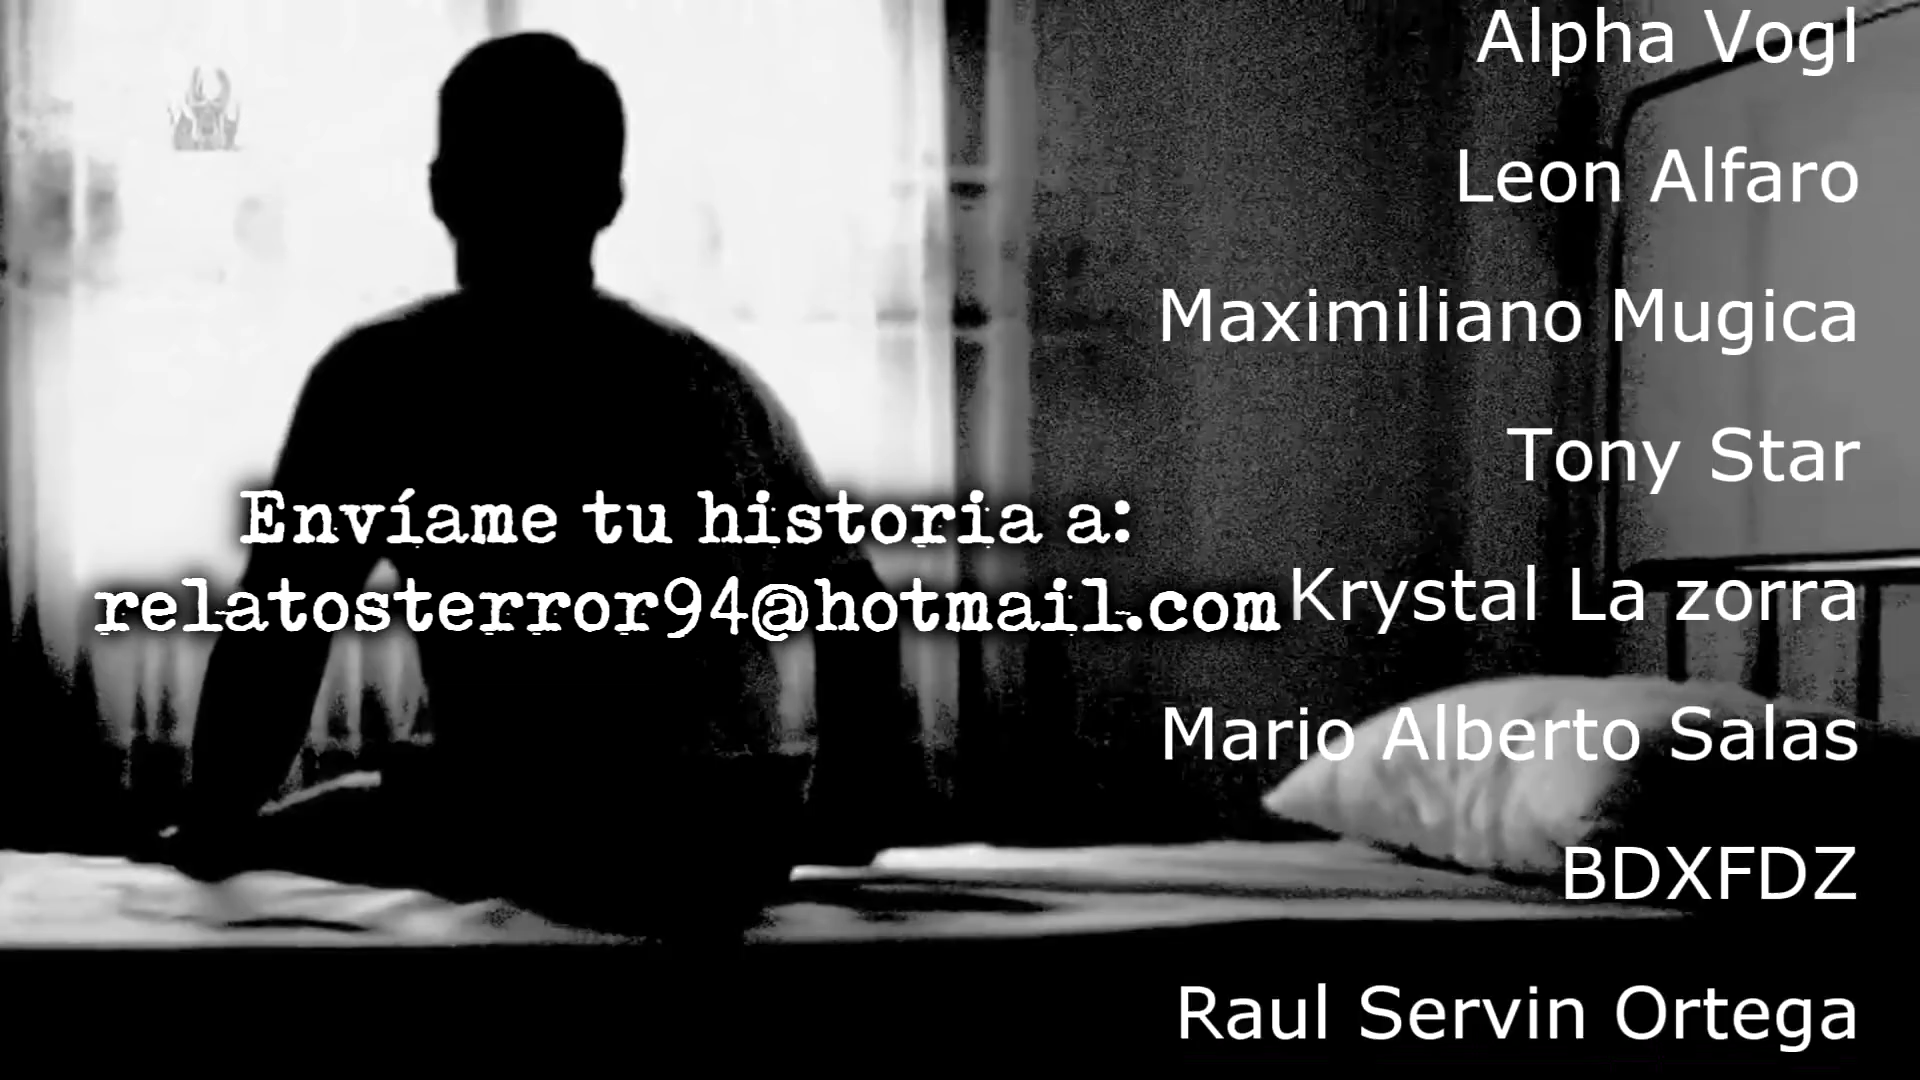 Alpha Vogl
Leon Alfaro
Maximiliano Mugica
Tony Star
Envíame tu historia a:
relatosterror94@hotmail.com
Krystal La zorra
Mario Alberto Salas
BDXFDZ
Raul Servin Ortega